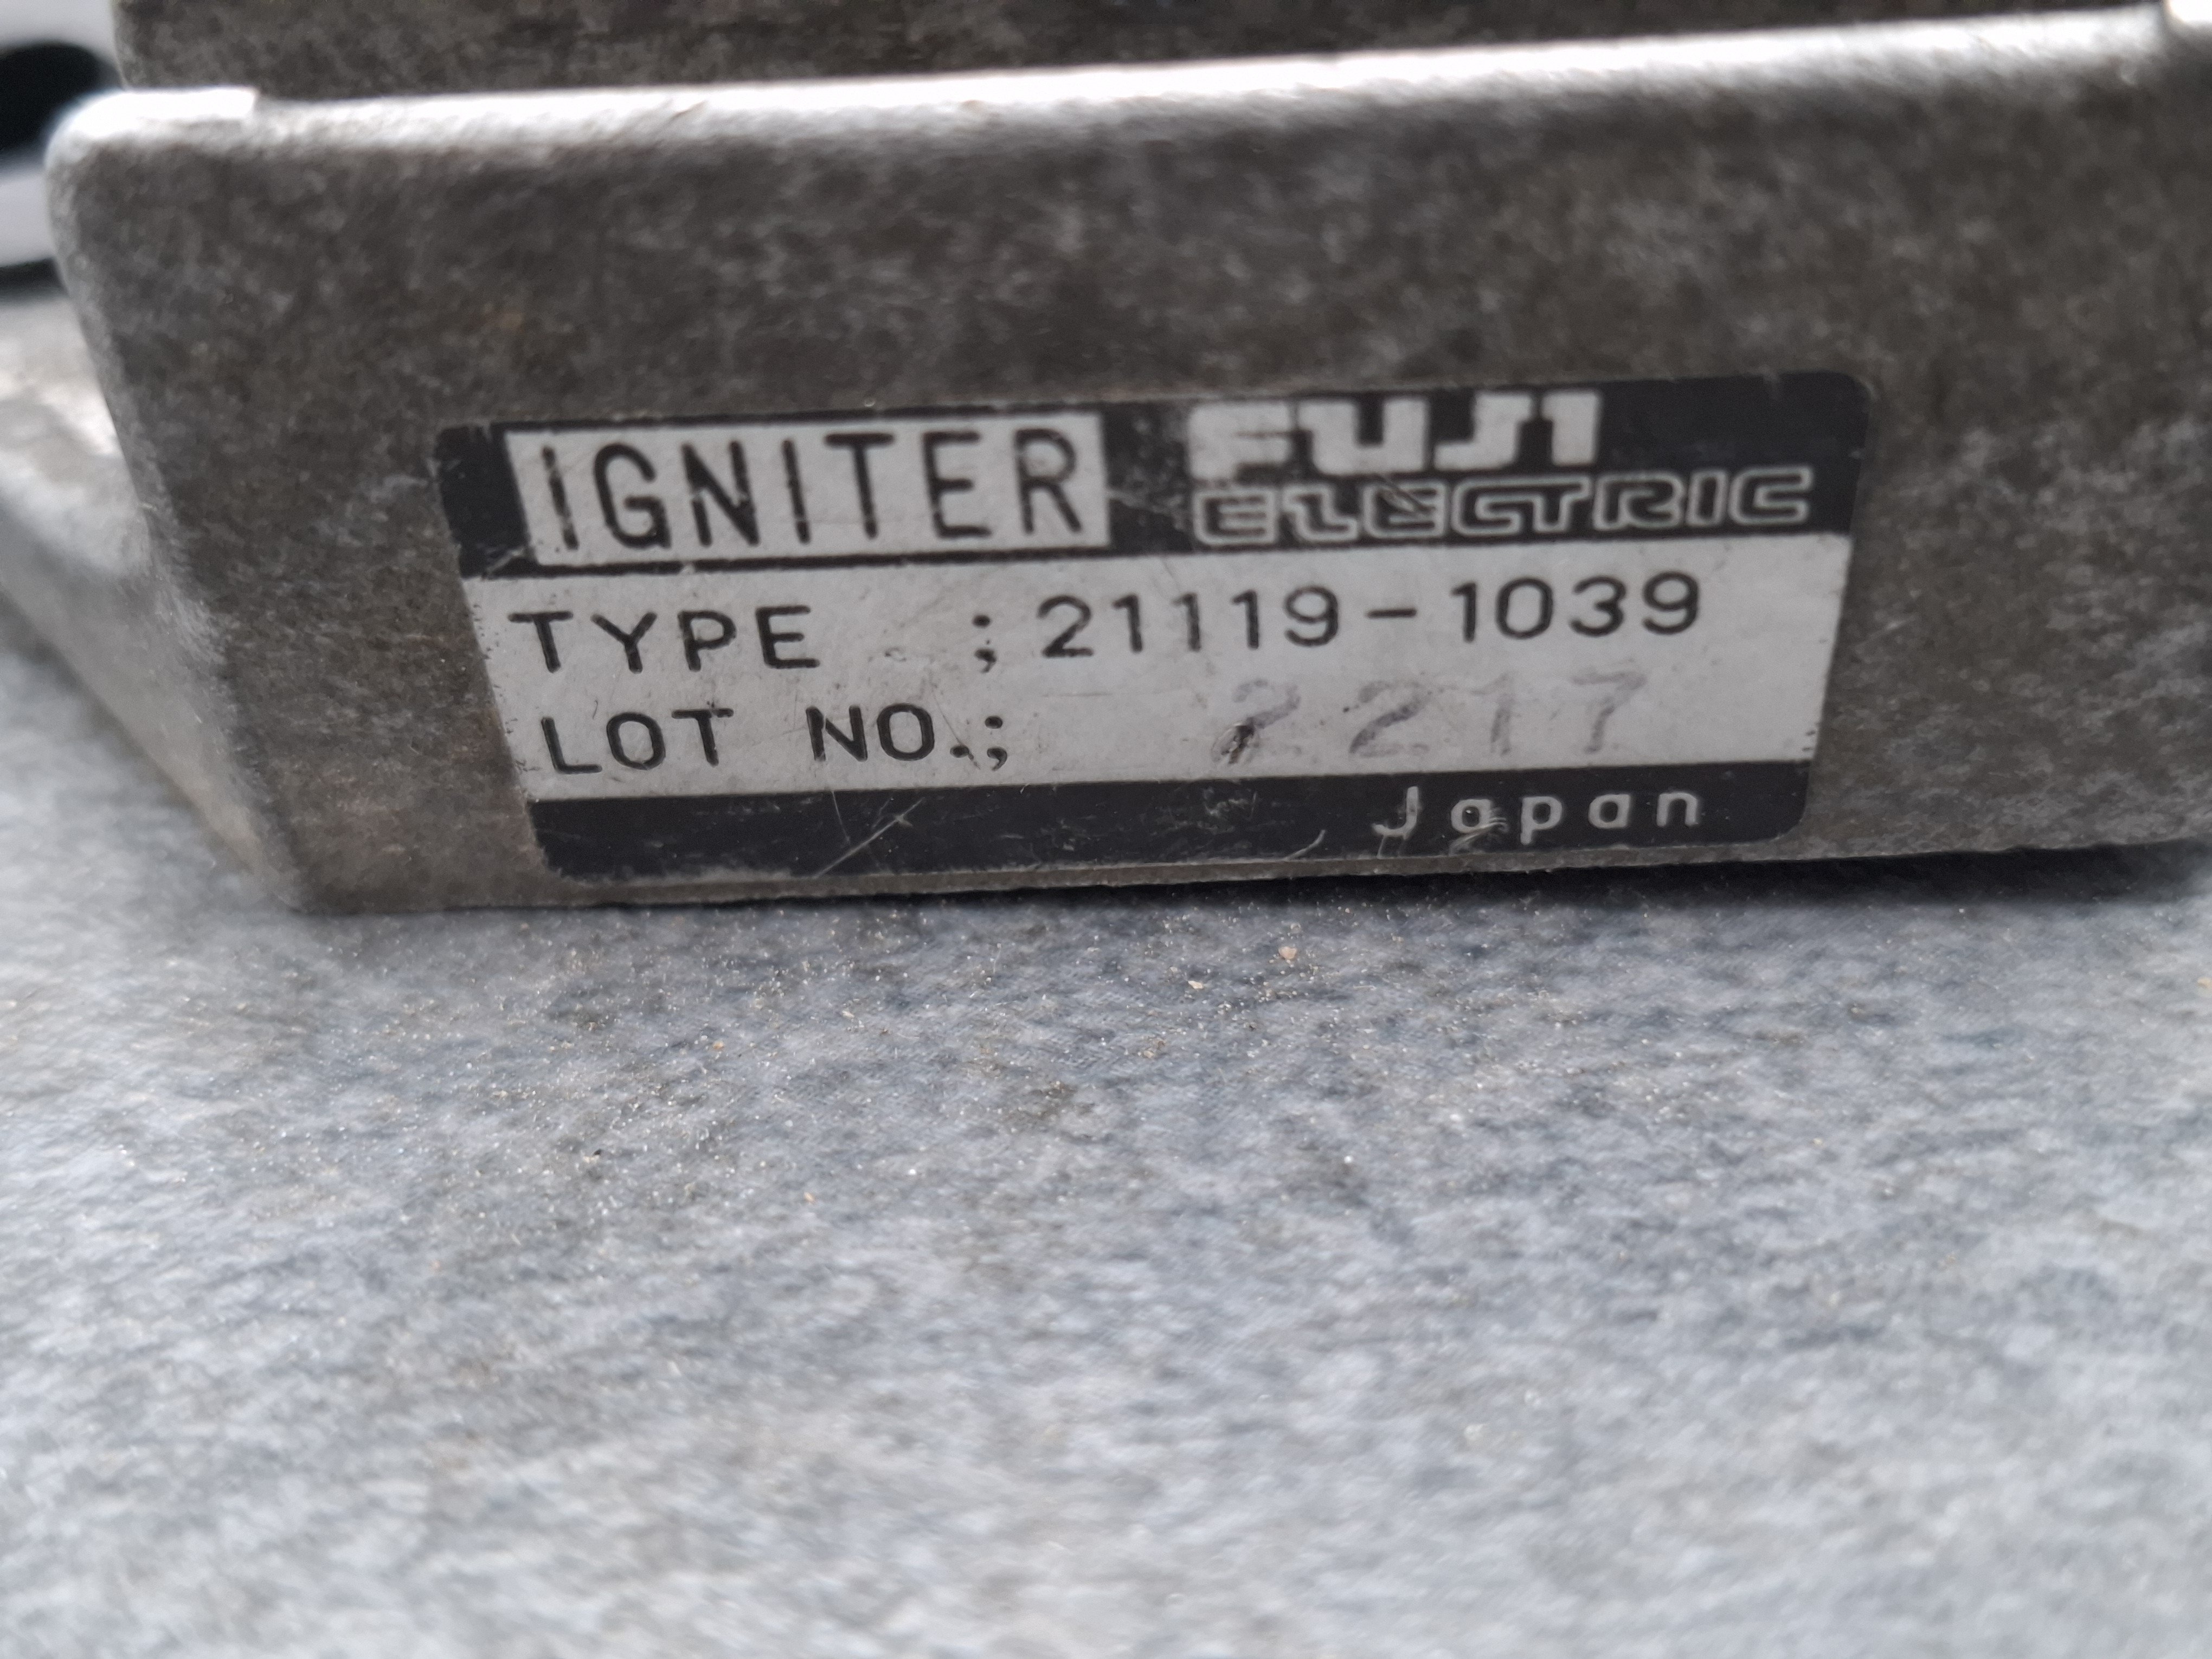 IGNITER FUJI
ELECTRIC
TYPE ; 21119-1039
LOT NO.; 2217
Japan